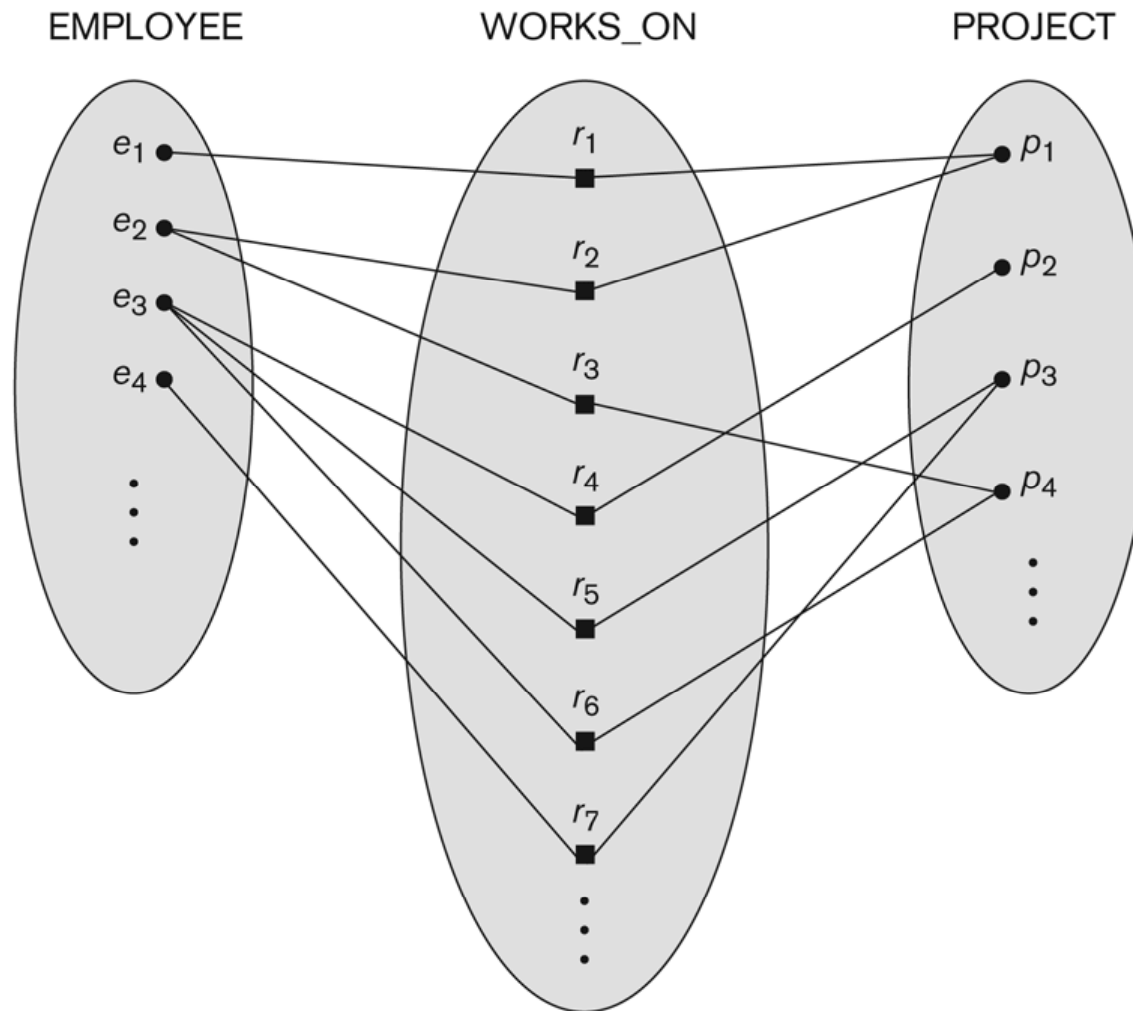 EMPLOYEE WORKS_ON PROJECT
e1 r1 p1
e2 r2 p2
e3 r3 p3
e4 r4 p4
r5
r6
r7